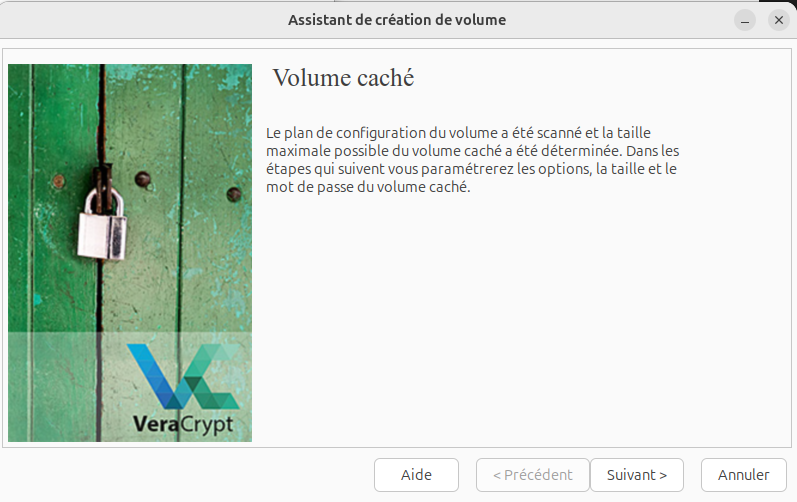 Assistant de création de volume
Volume caché
Le plan de configuration du volume a été scanné et la taille
maximale possible du volume caché a été déterminée. Dans les
étapes qui suivent vous paramétrerez les options, la taille et le
mot de passe du volume caché.
VeraCrypt
Aide
< Précédent
Suivant >
Annuler